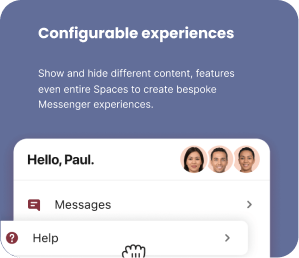 Configurable experiences
Show and hide different content, features
even entire Spaces to create bespoke
Messenger experiences.
Hello, Paul.
Messages
Help